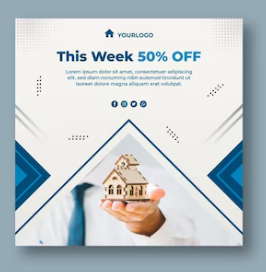 YOURLOGO
This Week 50% OFF
Lorem ipsum dolor sit amet, consectetuer adipiscing
elit, sed diam nonummy nibh euismod tincidunt ut
laoreet dolore magna aliquam erat volutpat.